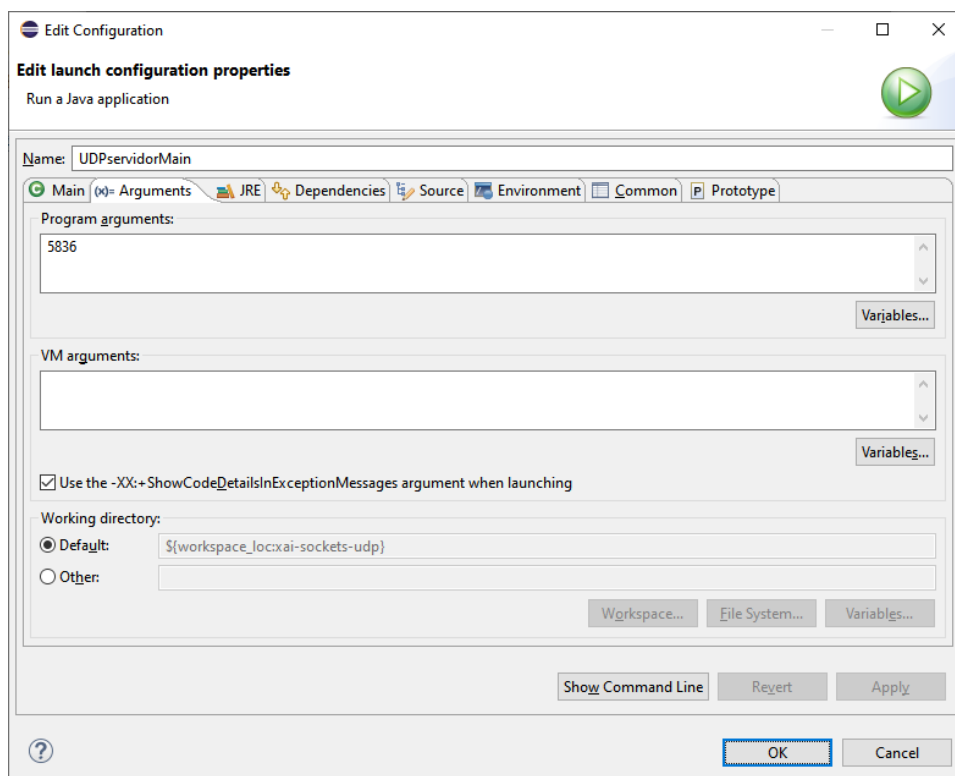 Edit Configuration
Edit launch configuration properties
Run a Java application
Name: UDPservidorMain
Main (x)= Arguments JRE Dependencies Source Environment Common P Prototype
Program arguments:
5836
Variables...
VM arguments:
Variables...
Use the -XX:+ShowCodeDetailsInExceptionMessages argument when launching
Working directory:
Default: ${workspace_loc:xai-sockets-udp}
Other:
Workspace... File System... Variables...
Show Command Line Revert Apply
? OK Cancel